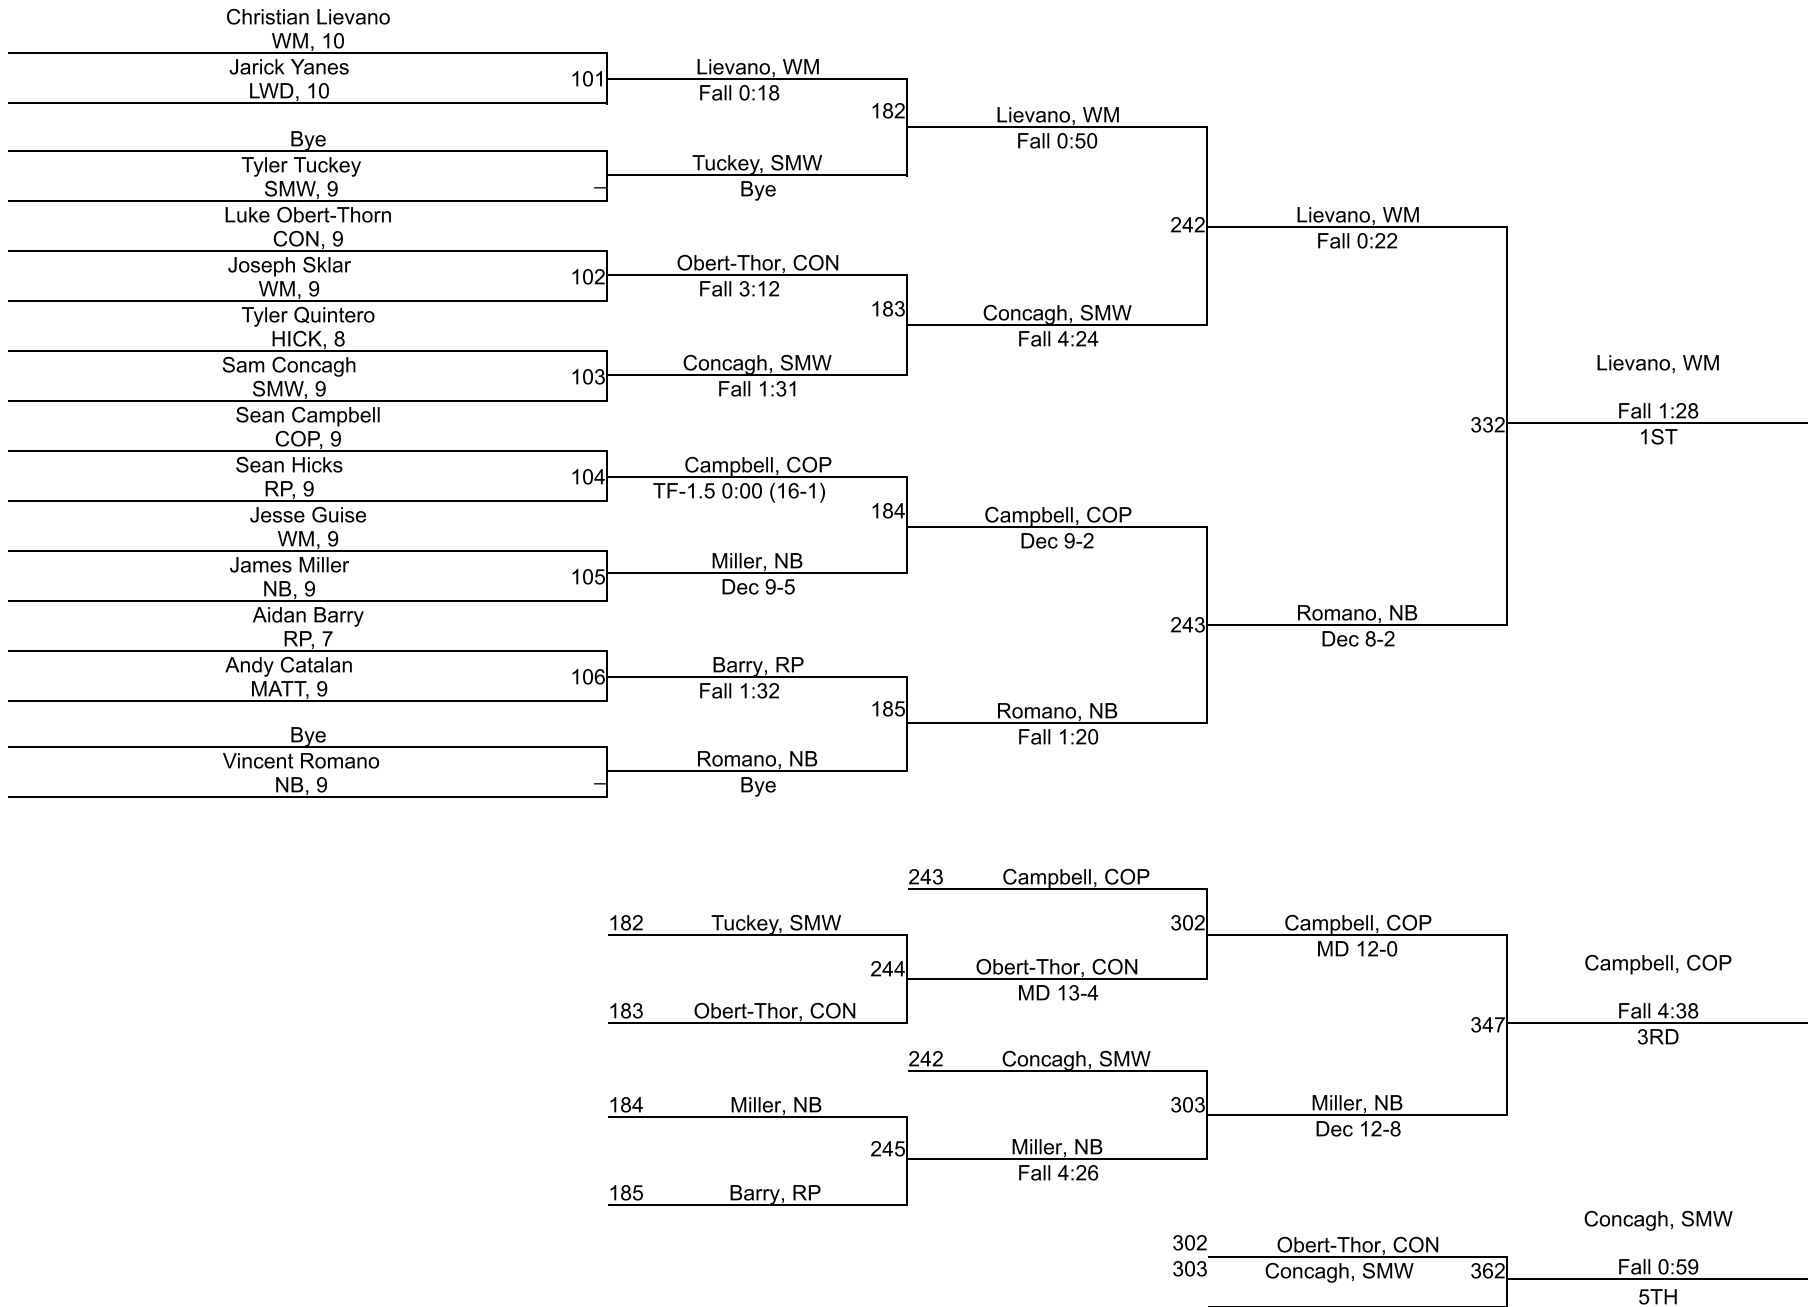 Christian Lievano
WM, 10
Jarick Yanes
LWD, 10
101
Bye
Tyler Tuckey
SMW, 9
Luke Obert-Thorn
CON, 9
Joseph Sklar
WM, 9
102
Tyler Quintero
HICK, 8
Sam Concagh
SMW, 9
103
Sean Campbell
COP, 9
Sean Hicks
RP, 9
104
Jesse Guise
WM, 9
James Miller
NB, 9
105
Aidan Barry
RP, 7
Andy Catalan
MATT, 9
106
Bye
Vincent Romano
NB, 9
Lievano, WM
Fall 0:18
182
Tuckey, SMW
Bye
Obert-Thor, CON
Fall 3:12
183
Concagh, SMW
Fall 1:31
Campbell, COP
TF-1.5 0:00 (16-1)
184
Miller, NB
Dec 9-5
Barry, RP
Fall 1:32
185
Romano, NB
Bye
Lievano, WM
Fall 0:50
242
Concagh, SMW
Fall 4:24
Campbell, COP
Dec 9-2
243
Romano, NB
Fall 1:20
Lievano, WM
Fall 0:22
332
Romano, NB
Dec 8-2
Lievano, WM
Fall 1:28
1ST
243 Campbell, COP
182 Tuckey, SMW
302
244
Obert-Thor, CON
MD 13-4
183 Obert-Thor, CON
Campbell, COP
MD 12-0
242 Concagh, SMW
184 Miller, NB
303
245
Miller, NB
Fall 4:26
185 Barry, RP
Miller, NB
Dec 12-8
347
Campbell, COP
Fall 4:38
3RD
302 Obert-Thor, CON
303 Concagh, SMW
362
Concagh, SMW
Fall 0:59
5TH